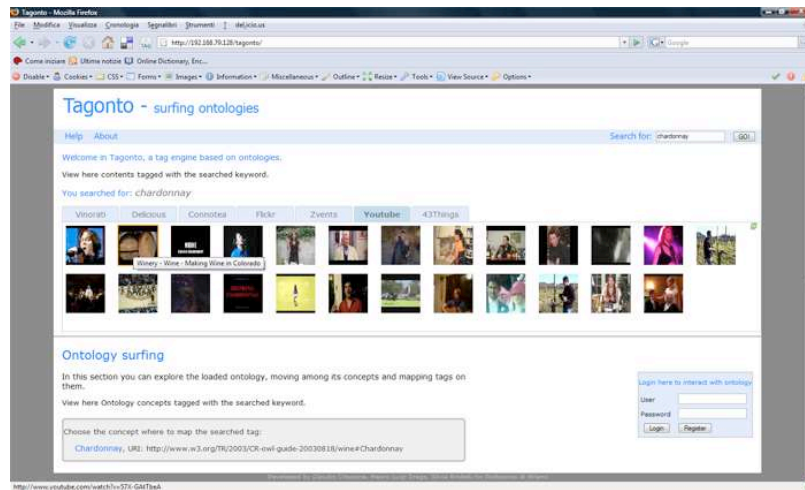 Tagonto - Mozilla Firefox
File Modifica Visualizza Cronologia Segnalibri Strumenti ? del.icio.us
http://192.168.79.128/tagonto/
Google
Come iniziare Ultime notizie Online Dictionary, Enc...
Disable Cookies CSS Forms Images Information Miscellaneous Outline Resize Tools View Source Options
Tagonto - surfing ontologies
Help About Search for: chardonnay GO!
Welcome in Tagonto, a tag engine based on ontologies.
View here contents tagged with the searched keyword.
You searched for: chardonnay
Vinorati Delicious Connotea Flickr Zvents Youtube 43Things
Winery - Wine - Making Wine in Colorado
Ontology surfing
In this section you can explore the loaded ontology, moving among its concepts and mapping tags on
them.
View here Ontology concepts tagged with the searched keyword.
Choose the concept where to map the searched tag:
Chardonnay, URI: http://www.w3.org/TR/2003/CR-owl-guide-20030818/wine#Chardonnay
Login here to interact with ontology
User
Password
Login Register